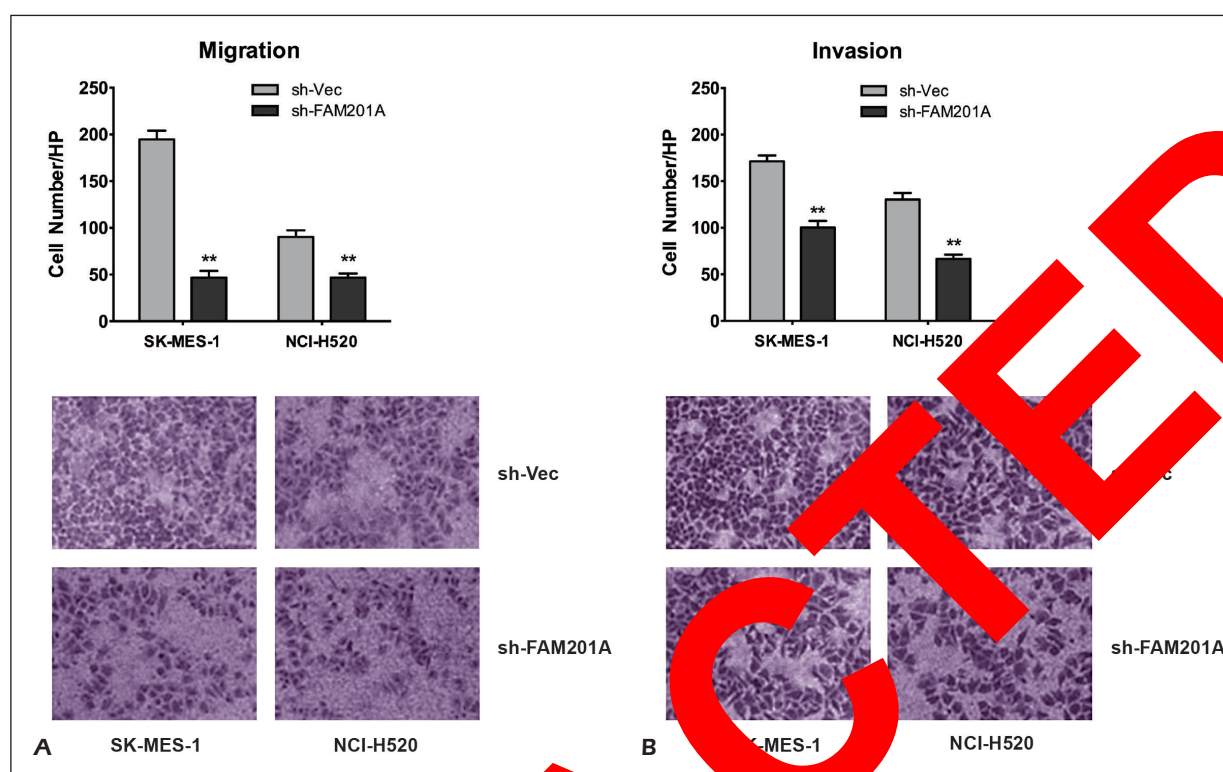 Migration
sh-Vec
sh-FAM201A
Cell Number/HP
250
200
150
100
50
0
**
**
SK-MES-1
NCI-H520
sh-Vec
sh-FAM201A
A
SK-MES-1
NCI-H520
Invasion
sh-Vec
sh-FAM201A
Cell Number/HP
250
200
150
100
50
0
**
**
SK-MES-1
NCI-H520
sh-FAM201A
B
NCI-H520
CTED